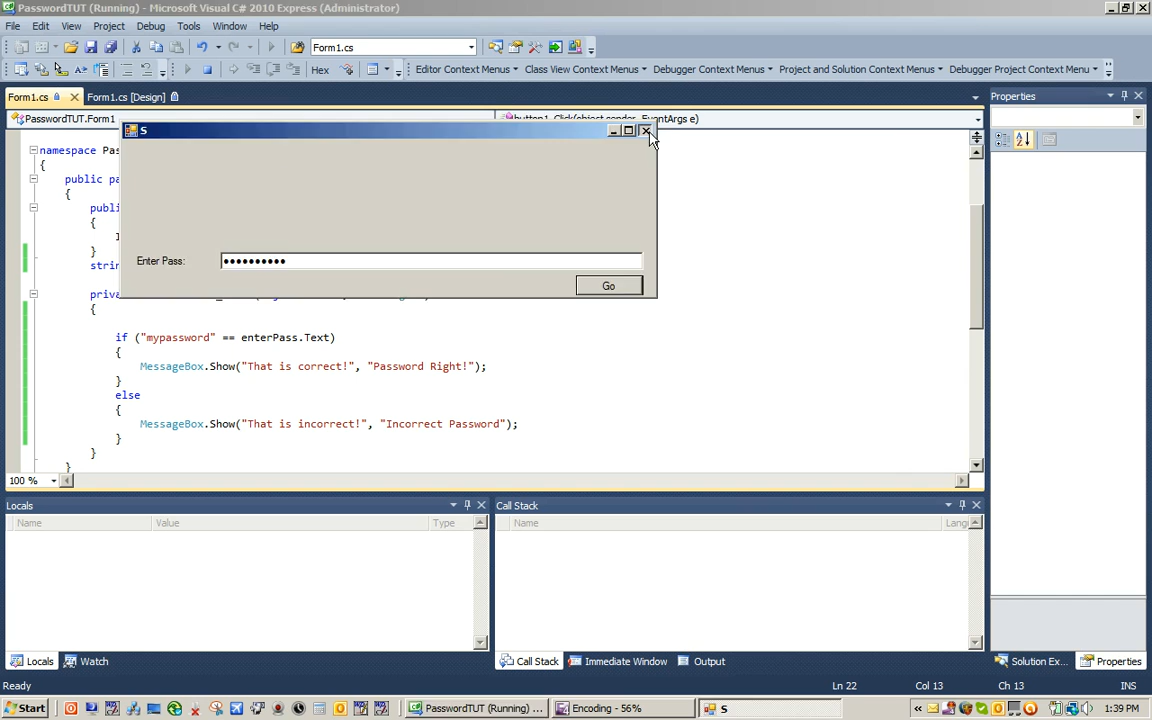 PasswordTUT (Running) - Microsoft Visual C# 2010 Express (Administrator)
File Edit View Project Debug Tools Window Help
Form1.cs
Hex Editor Context Menus Class View Context Menus Debugger Context Menus Project and Solution Context Menus Debugger Project Context Menu
Form1.cs Form1.cs [Design]
Properties
PasswordTUT.Form1
S
namespace Pas
{
public pa
{
publi
{
}
strin
Enter Pass: ●●●●●●●●●●
Go
priva
{
if ("mypassword" == enterPass.Text)
{
MessageBox.Show("That is correct!", "Password Right!");
}
else
{
MessageBox.Show("That is incorrect!", "Incorrect Password");
}
}
}
100 %
Locals
Name Value Type
Call Stack
Name Lang
Locals Watch
Call Stack Immediate Window Output
Solution Ex... Properties
Ready Ln 22 Col 13 Ch 13 INS
Start PasswordTUT (Running) ... Encoding - 56% S 1:39 PM